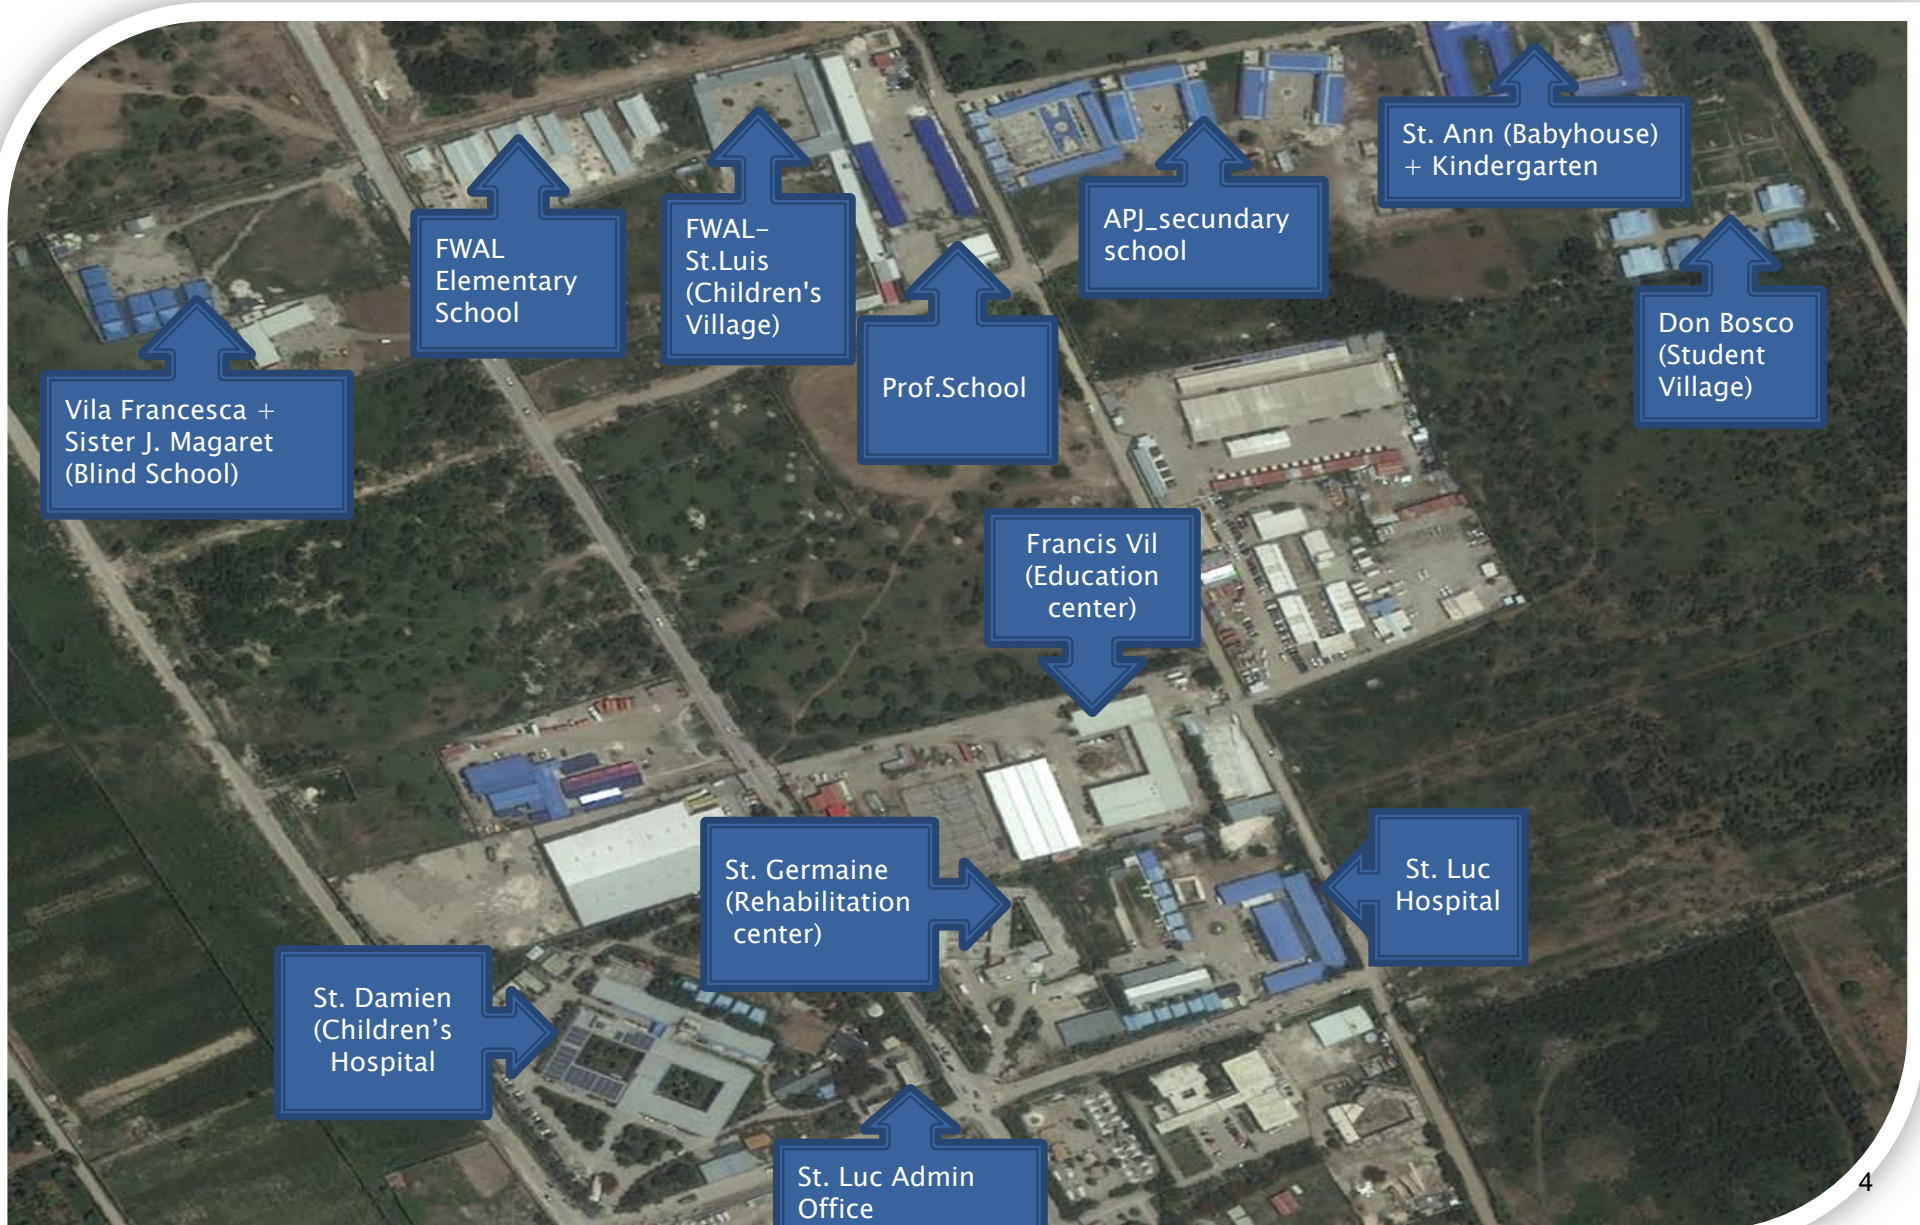 St. Ann (Babyhouse)
+ Kindergarten
APJ_secundary
school
FWAL
Elementary
School
FWAL–
St.Luis
(Children's
Village)
Prof.School
Don Bosco
(Student
Village)
Vila Francesca +
Sister J. Magaret
(Blind School)
Francis Vil
(Education
center)
St. Germaine
(Rehabilitation
center)
St. Luc
Hospital
St. Damien
(Children’s
Hospital
St. Luc Admin
Office
4